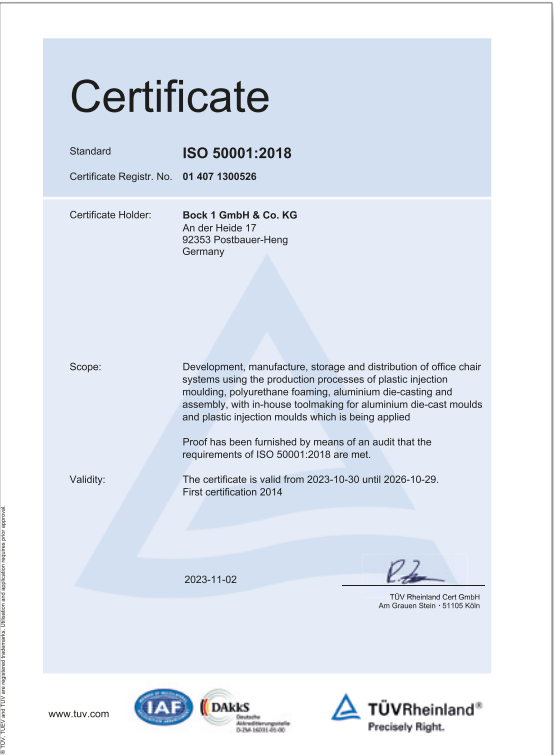 Certificate
Standard ISO 50001:2018
Certificate Registr. No. 01 407 1300526
Certificate Holder: Bock 1 GmbH & Co. KG
An der Heide 17
92353 Postbauer-Heng
Germany
Scope: Development, manufacture, storage and distribution of office chair
systems using the production processes of plastic injection
moulding, polyurethane foaming, aluminium die-casting and
assembly, with in-house toolmaking for aluminium die-cast moulds
and plastic injection moulds which is being applied
Proof has been furnished by means of an audit that the
requirements of ISO 50001:2018 are met.
Validity: The certificate is valid from 2023-10-30 until 2026-10-29.
First certification 2014
2023-11-02
TÜV Rheinland Cert GmbH
Am Grauen Stein · 51105 Köln
® TÜV, TUEV and TUV are registered trademarks. Utilisation and application requires prior approval.
www.tuv.com
IAF
DAkkS
Deutsche
Akkreditierungsstelle
D-ZM-16031-01-00
TÜVRheinland®
Precisely Right.